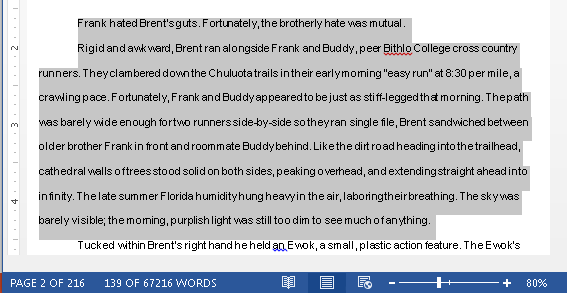 Frank hated Brent's guts. Fortunately, the brotherly hate was mutual.
2
Rigid and awkward, Brent ran alongside Frank and Buddy, peer Bithlo College cross country
runners. They clambered down the Chuluota trails in their early morning "easy run" at 8:30 per mile, a
crawling pace. Fortunately, Frank and Buddy appeared to be just as stiff-legged that morning. The path
3
was barely wide enough for two runners side-by-side so they ran single file, Brent sandwiched between
older brother Frank in front and roommate Buddy behind. Like the dirt road heading into the trailhead,
cathedral walls of trees stood solid on both sides, peaking overhead, and extending straight ahead into
4
infinity. The late summer Florida humidity hung heavy in the air, laboring their breathing. The sky was
barely visible; the morning, purplish light was still too dim to see much of anything.
Tucked within Brent's right hand he held an Ewok, a small, plastic action feature. The Ewok's
PAGE 2 OF 216 139 OF 67216 WORDS 80%